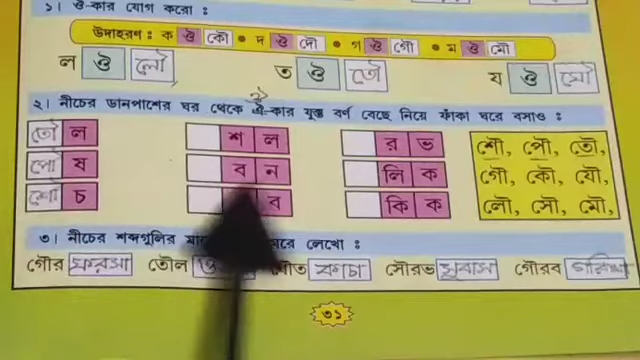 ১। ঔ-কার যোগ করো :
উদাহরণ : ক ঔ কৌ • দ ঔ দৌ • গ ঔ গৌ • ম ঔ মৌ
ল ঔ লৌ ত ঔ তৌ য ঔ যৌ
২। নীচের ডানপাশের ঘর থেকে ঔ-কার যুক্ত বর্ণ বেছে নিয়ে ফাঁকা ঘরে বসাও :
তৌ ল শ ল র ভ শৌ, পৌ, তৌ,
পৌ ষ ব ন লি ক গৌ, কৌ, যৌ,
শৌ চ ব কি ক লৌ, সৌ, মৌ,
৩। নীচের শব্দগুলির লেখো :
গৌর ফরসা তৌল কাচা সৌরভ সুবাস গৌরব
৩১